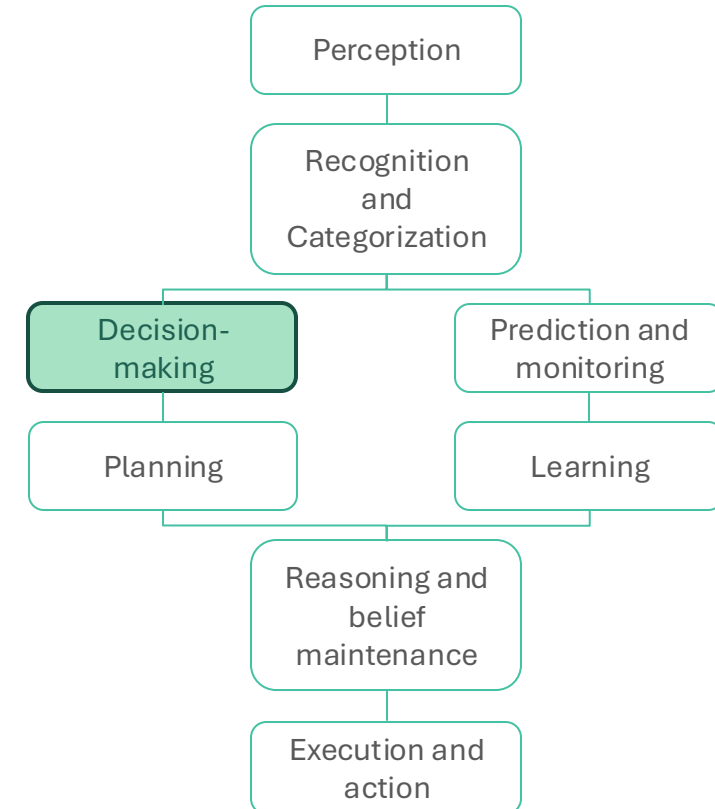 Perception
Recognition
and
Categorization
Decision-
making
Prediction and
monitoring
Planning
Learning
Reasoning and
belief
maintenance
Execution and
action